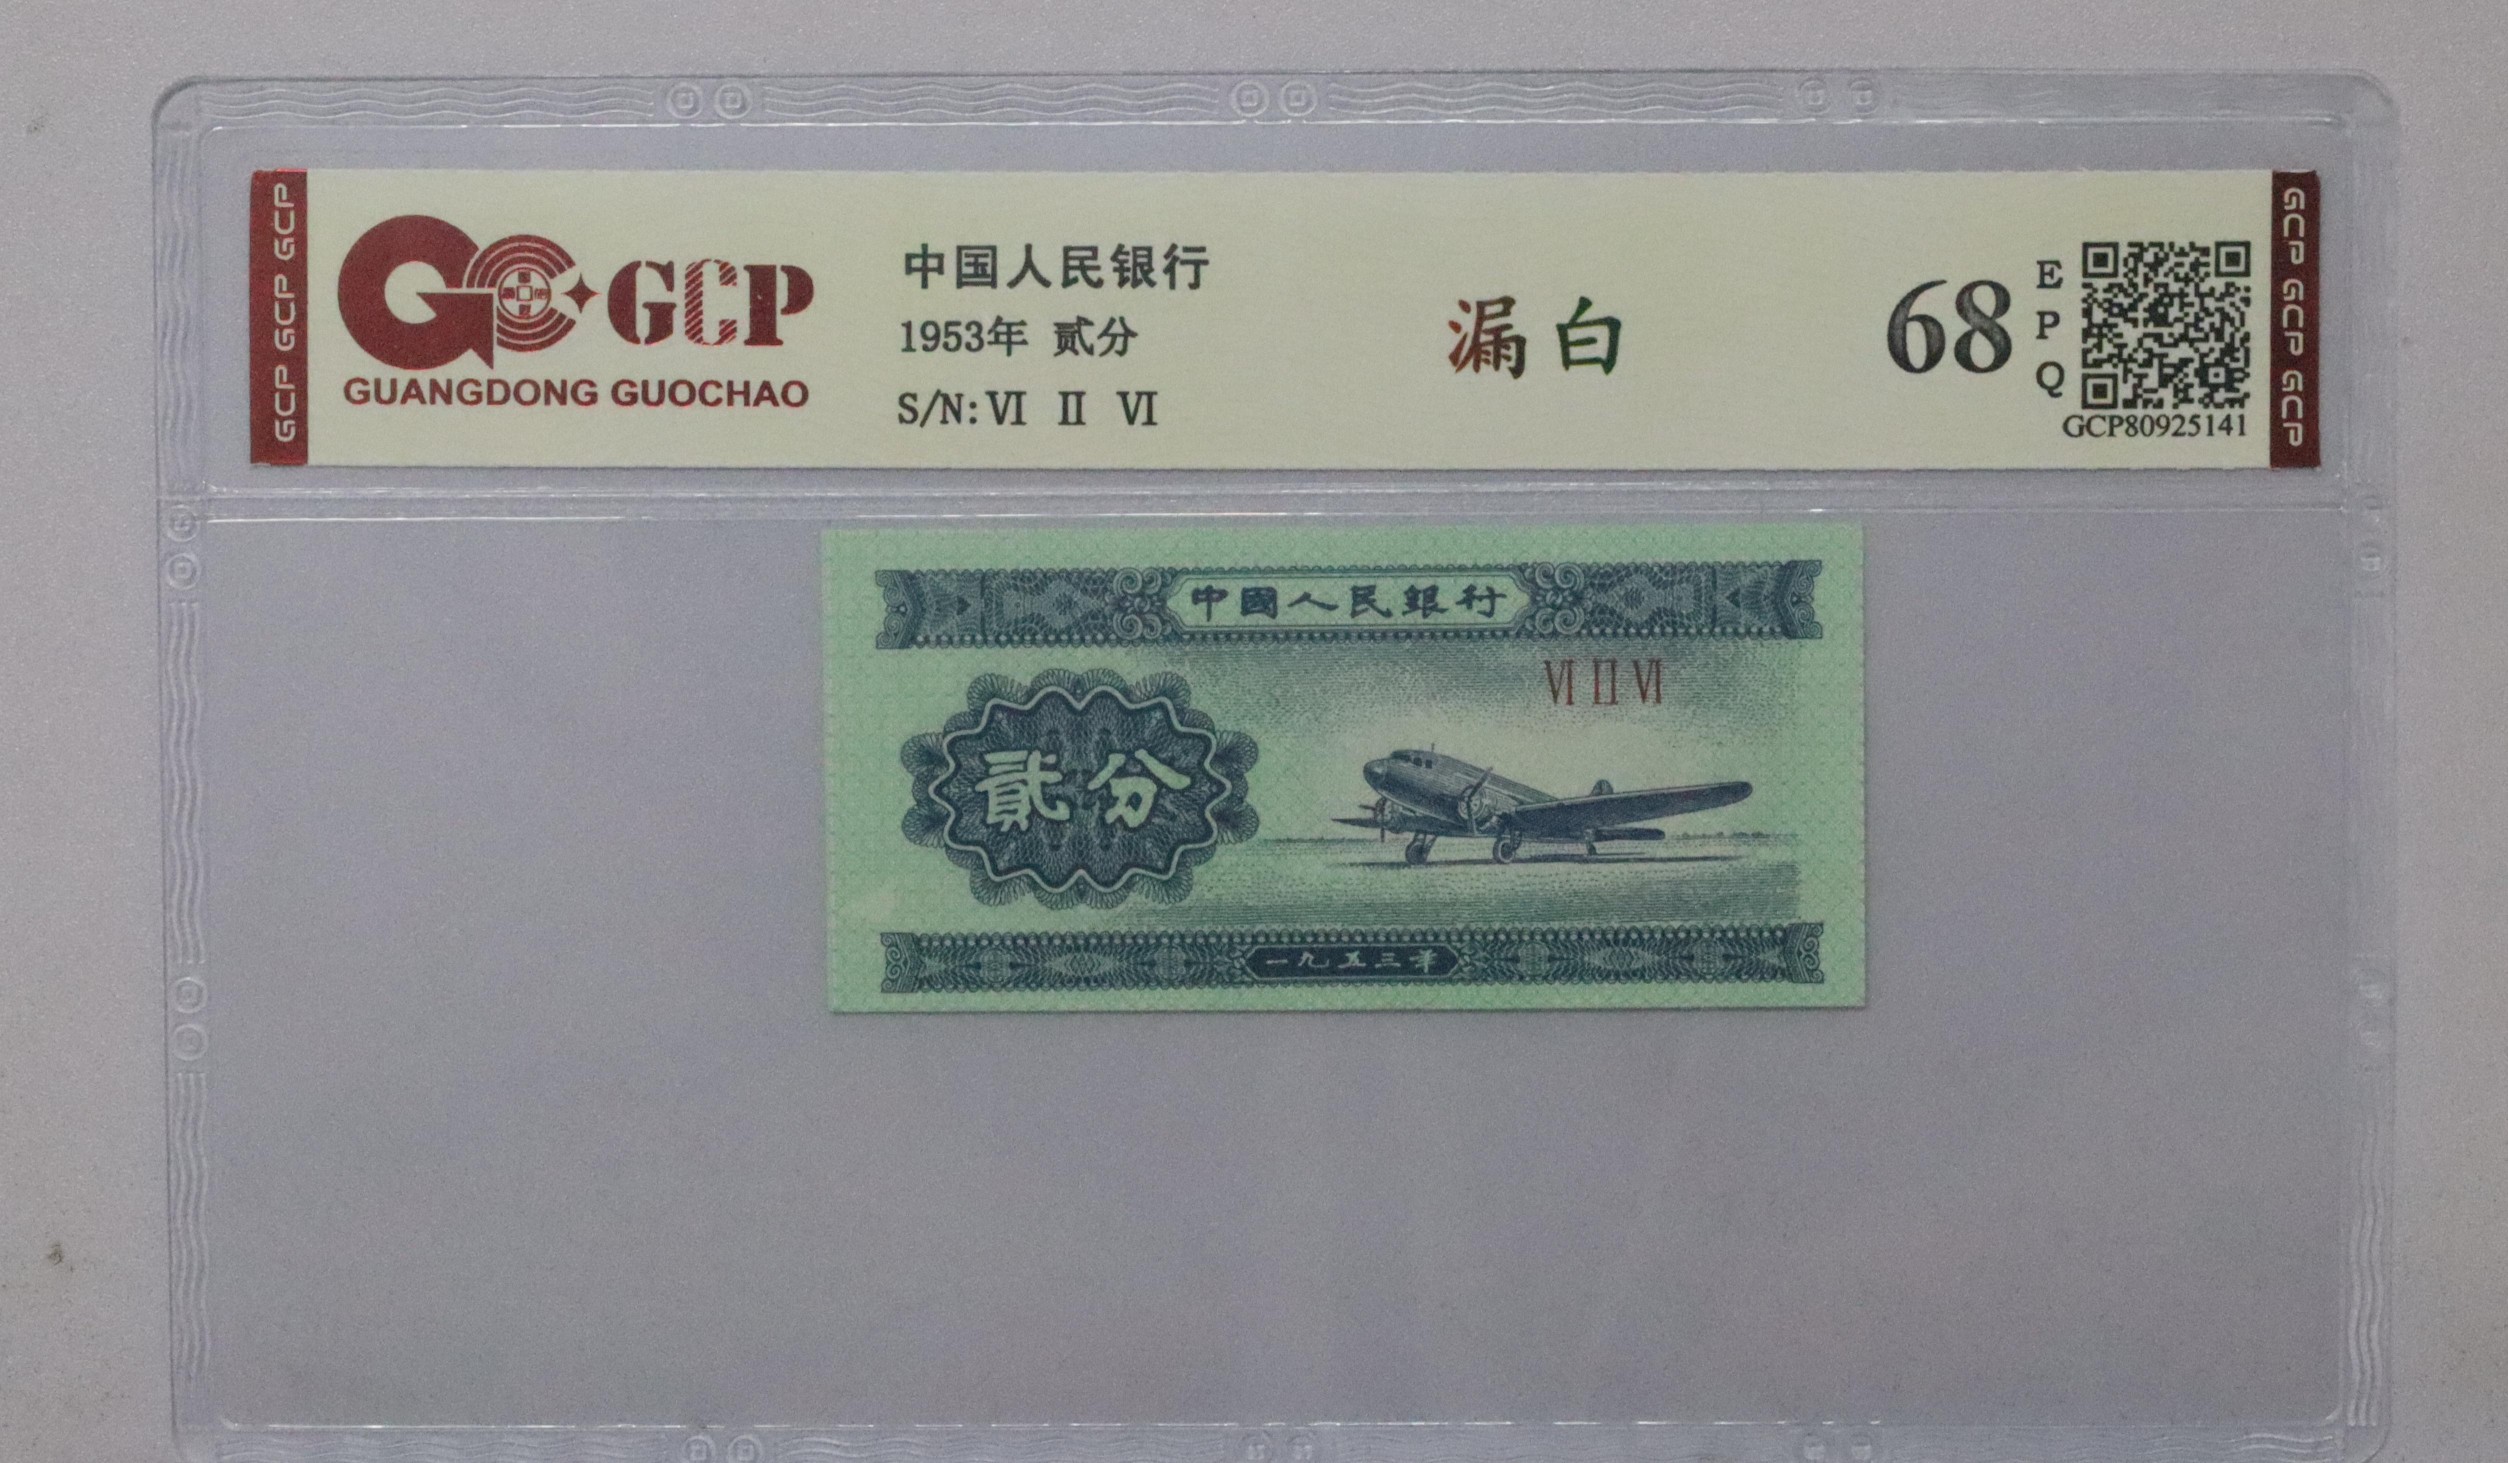 GCP GCP GCP
GCP
GUANGDONG GUOCHAO
中国人民银行
1953年 贰分
S/N: Ⅵ Ⅱ Ⅵ
漏白
68
EPQ
GCP80925141
GCP GCP GCP
中國人民銀行
Ⅵ Ⅱ Ⅵ
貳分
一九五三年